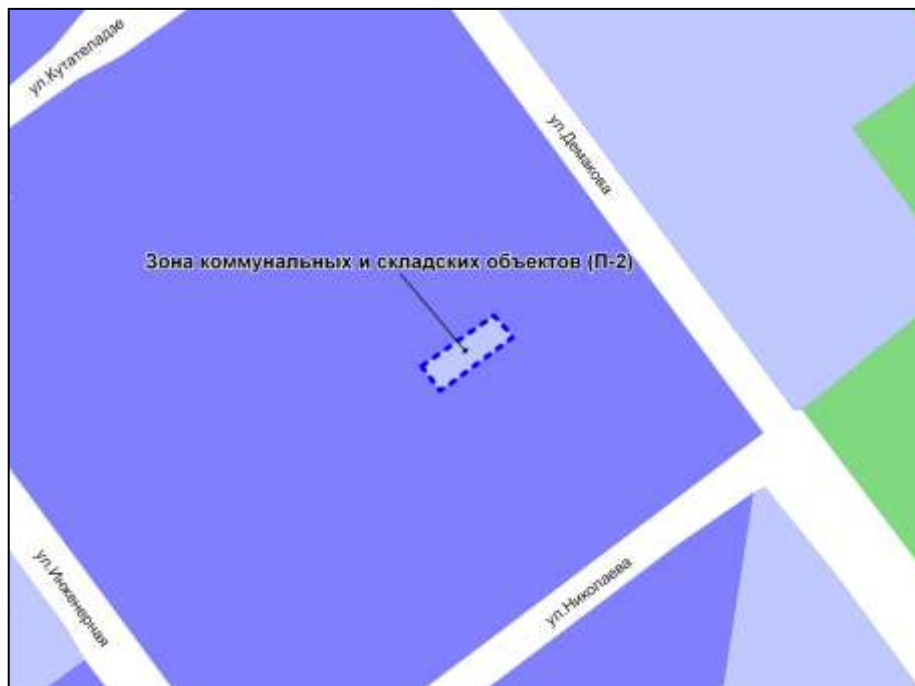 ул.Кутателадзе
ул.Демакова
Зона коммунальных и складских объектов (П-2)
ул.Инженерная
ул.Николаева